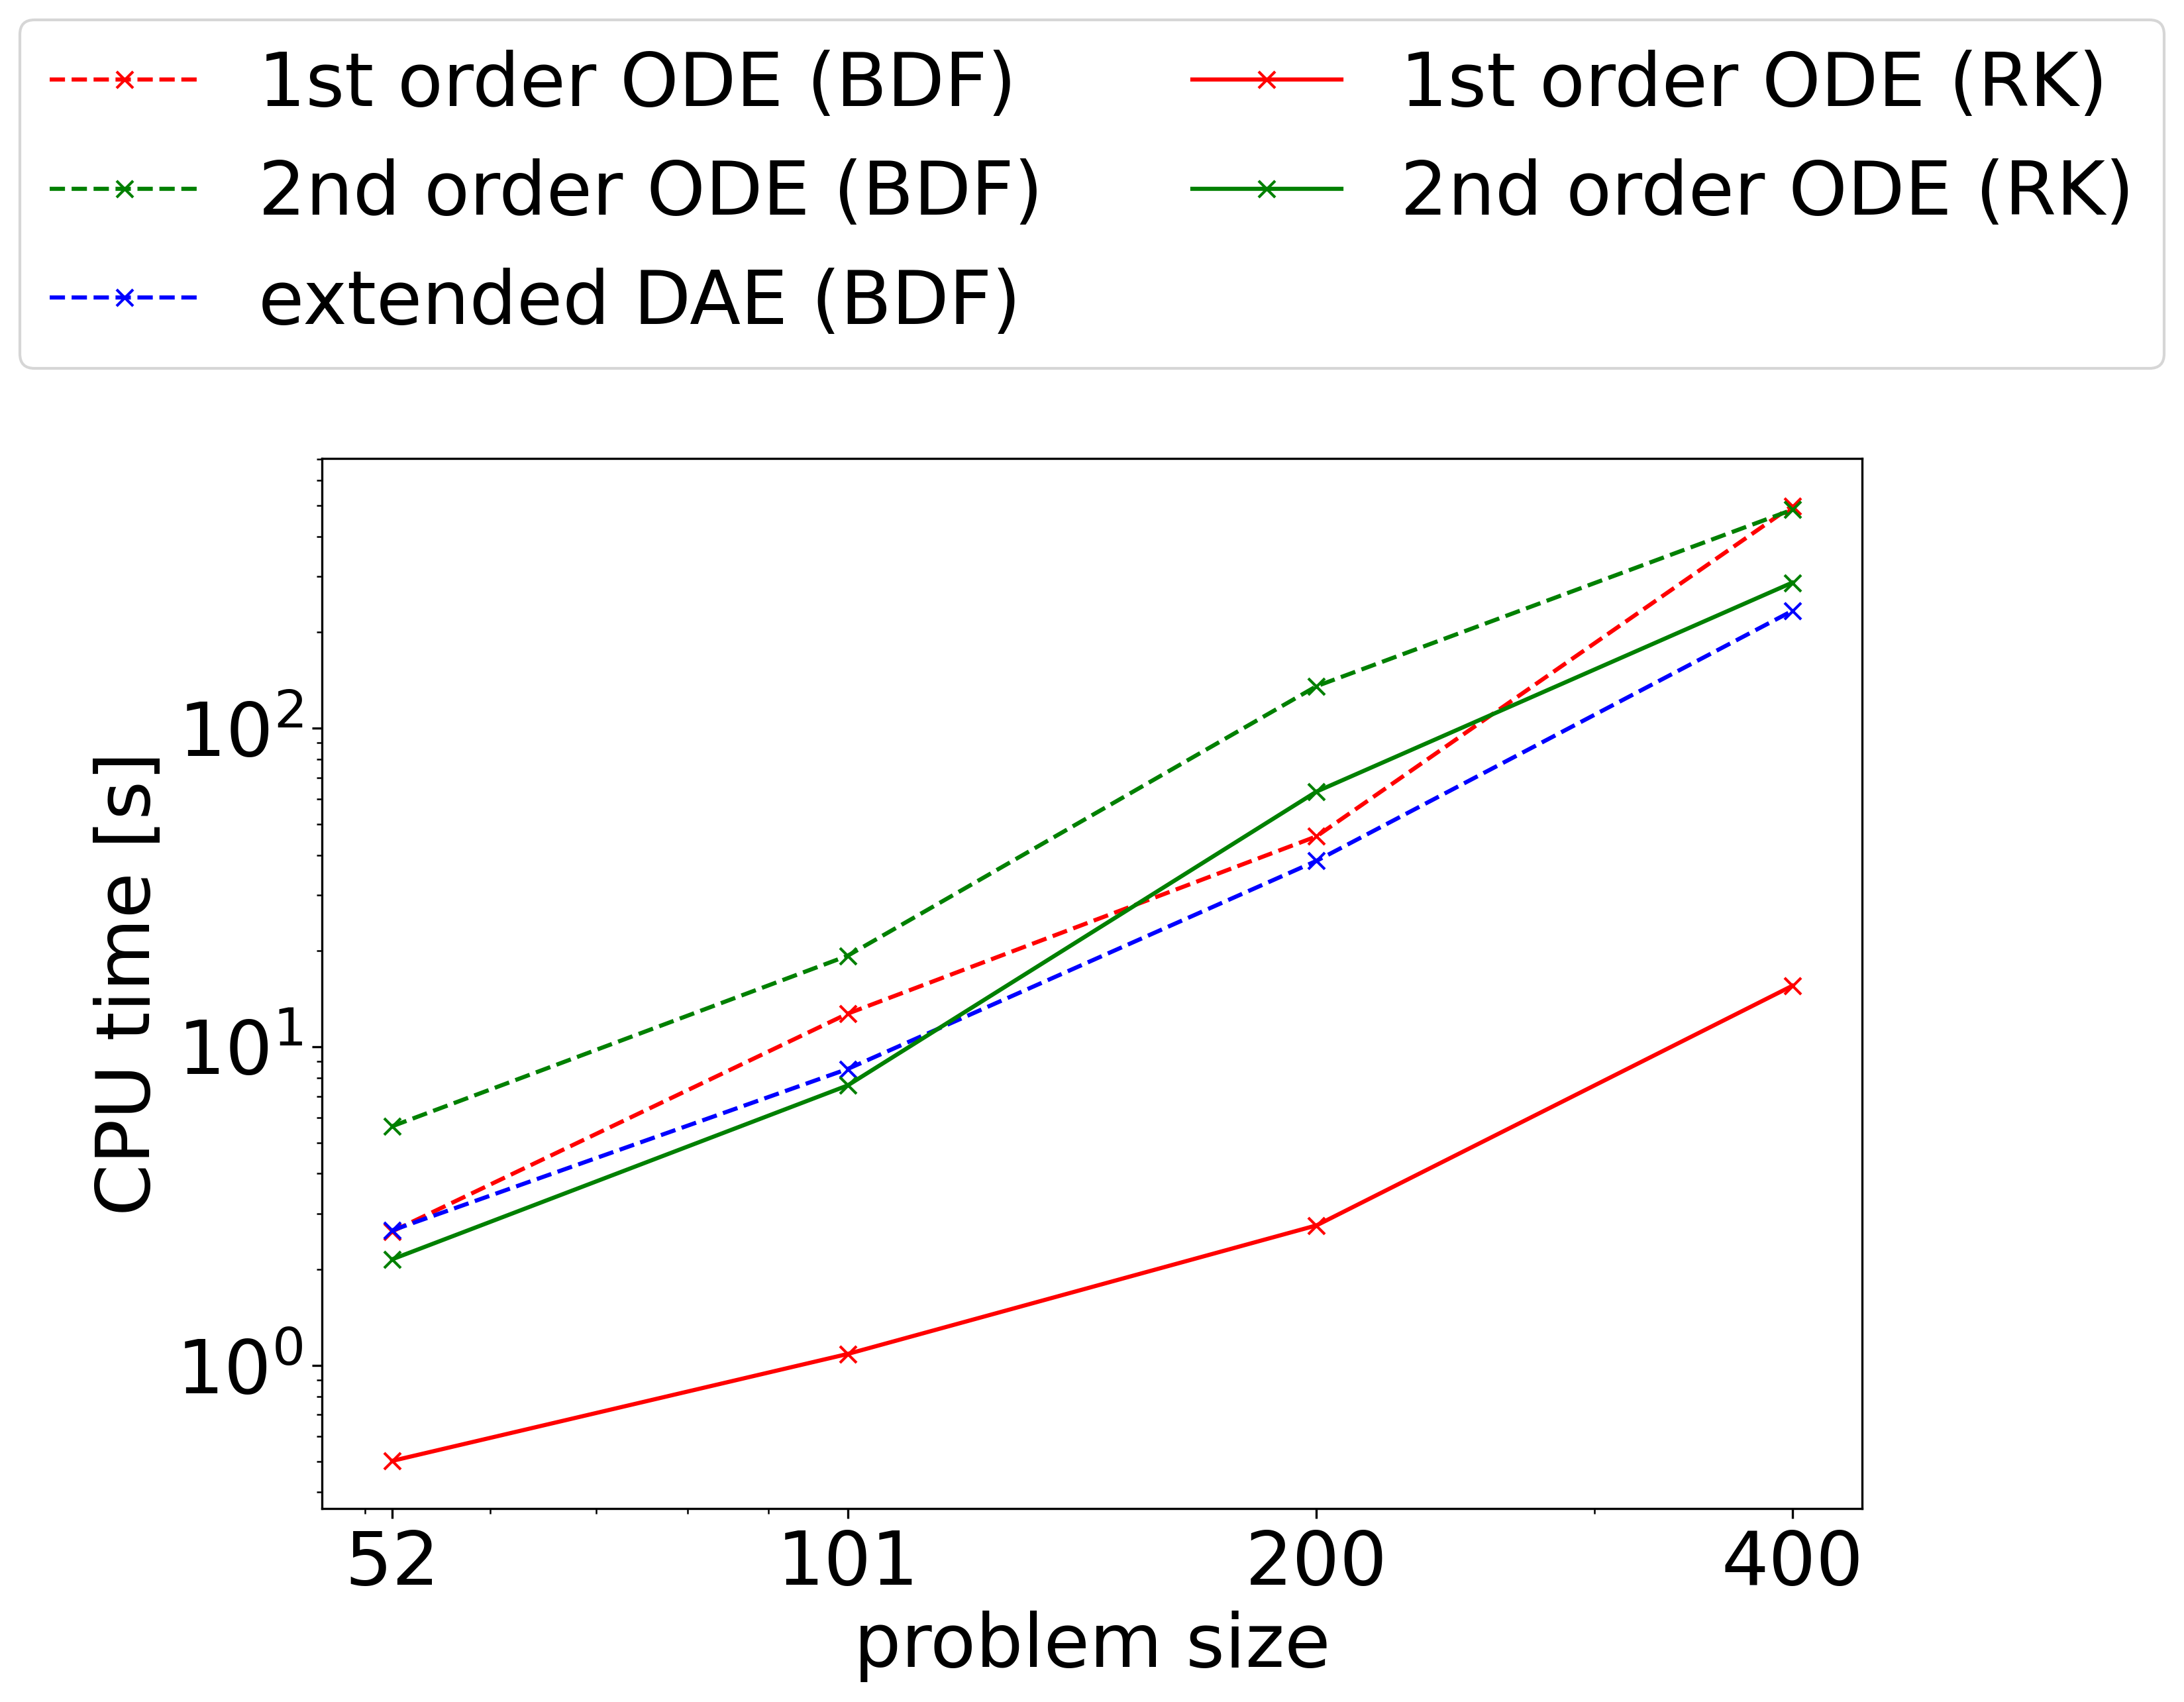 1st order ODE (BDF)
2nd order ODE (BDF)
extended DAE (BDF)
1st order ODE (RK)
2nd order ODE (RK)
CPU time [s]
10²
10¹
10⁰
52 101 200 400
problem size